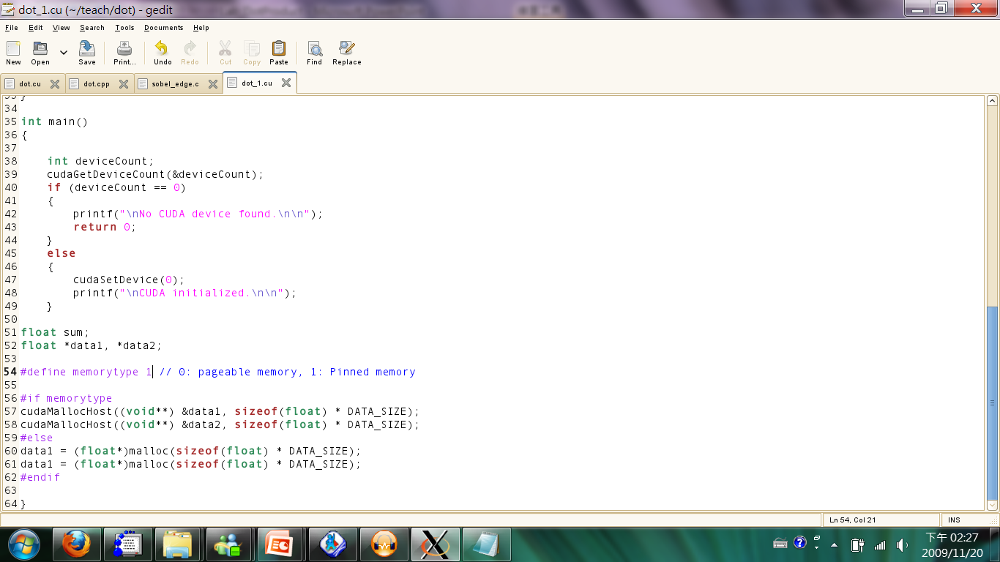 dot_1.cu (~/teach/dot) - gedit
File Edit View Search Tools Documents Help
New Open Save Print... Undo Redo Cut Copy Paste Find Replace
dot.cu dot.cpp sobel_edge.c dot_1.cu
33 }
34
35 int main()
36 {
37
38 int deviceCount;
39 cudaGetDeviceCount(&deviceCount);
40 if (deviceCount == 0)
41 {
42 printf("\nNo CUDA device found.\n\n");
43 return 0;
44 }
45 else
46 {
47 cudaSetDevice(0);
48 printf("\nCUDA initialized.\n\n");
49 }
50
51 float sum;
52 float *data1, *data2;
53
54 #define memorytype 1 // 0: pageable memory, 1: Pinned memory
55
56 #if memorytype
57 cudaMallocHost((void**) &data1, sizeof(float) * DATA_SIZE);
58 cudaMallocHost((void**) &data2, sizeof(float) * DATA_SIZE);
59 #else
60 data1 = (float*)malloc(sizeof(float) * DATA_SIZE);
61 data1 = (float*)malloc(sizeof(float) * DATA_SIZE);
62 #endif
63
64 }
Ln 54, Col 21 INS
下午 02:27
2009/11/20